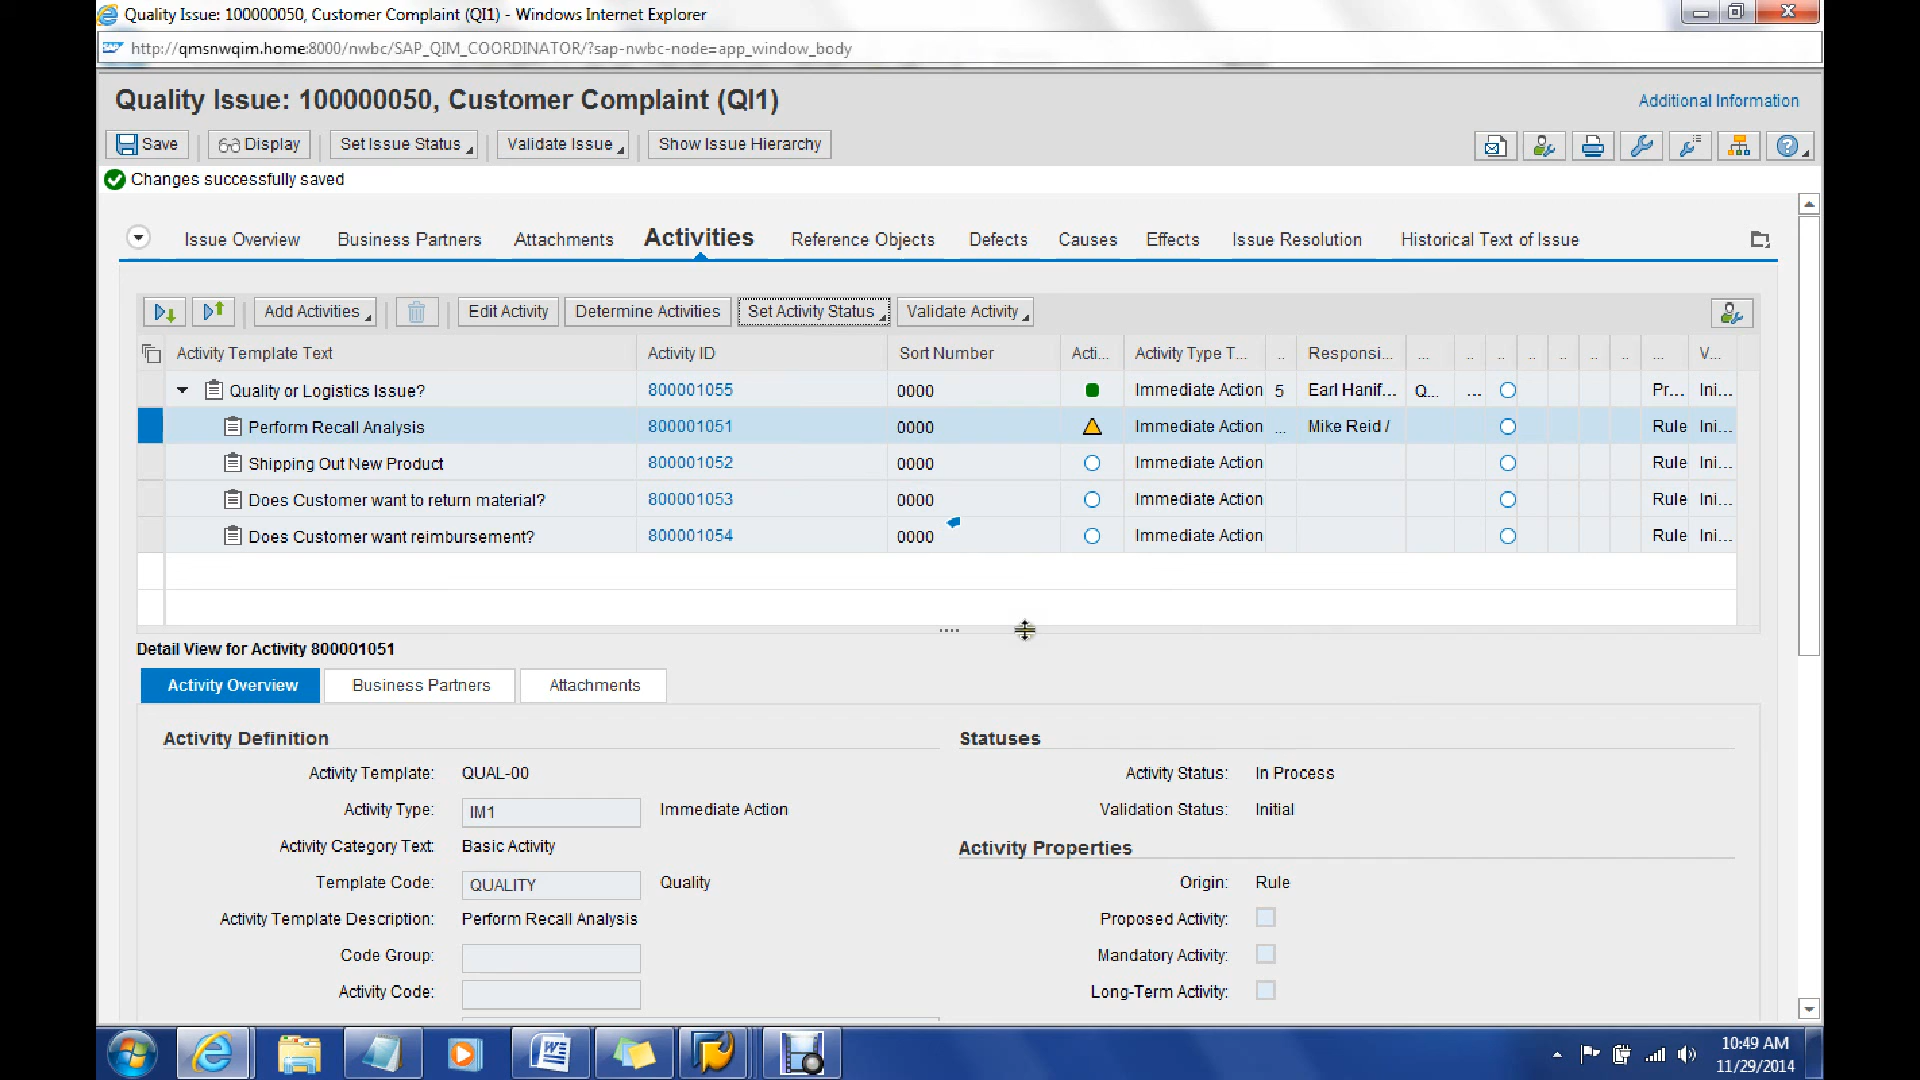 Quality Issue: 100000050, Customer Complaint (QI1) - Windows Internet Explorer
http://qmsnwqim.home:8000/nwbc/SAP_QIM_COORDINATOR/?sap-nwbc-node=app_window_body
Quality Issue: 100000050, Customer Complaint (QI1)
Additional Information
Save Display Set Issue Status Validate Issue Show Issue Hierarchy
Changes successfully saved
Issue Overview Business Partners Attachments Activities Reference Objects Defects Causes Effects Issue Resolution Historical Text of Issue
Add Activities Edit Activity Determine Activities Set Activity Status Validate Activity
Activity Template Text Activity ID Sort Number Acti... Activity Type T... .. Responsi... ... .. .. .. .. .. .. ... V...
Quality or Logistics Issue? 800001055 0000 Immediate Action 5 Earl Hanif... Q... ... Pr... Ini...
Perform Recall Analysis 800001051 0000 Immediate Action ... Mike Reid / Rule Ini...
Shipping Out New Product 800001052 0000 Immediate Action Rule Ini...
Does Customer want to return material? 800001053 0000 Immediate Action Rule Ini...
Does Customer want reimbursement? 800001054 0000 Immediate Action Rule Ini...
Detail View for Activity 800001051
Activity Overview Business Partners Attachments
Activity Definition
Activity Template: QUAL-00
Activity Type: IM1 Immediate Action
Activity Category Text: Basic Activity
Template Code: QUALITY Quality
Activity Template Description: Perform Recall Analysis
Code Group:
Activity Code:
Statuses
Activity Status: In Process
Validation Status: Initial
Activity Properties
Origin: Rule
Proposed Activity:
Mandatory Activity:
Long-Term Activity:
10:49 AM
11/29/2014